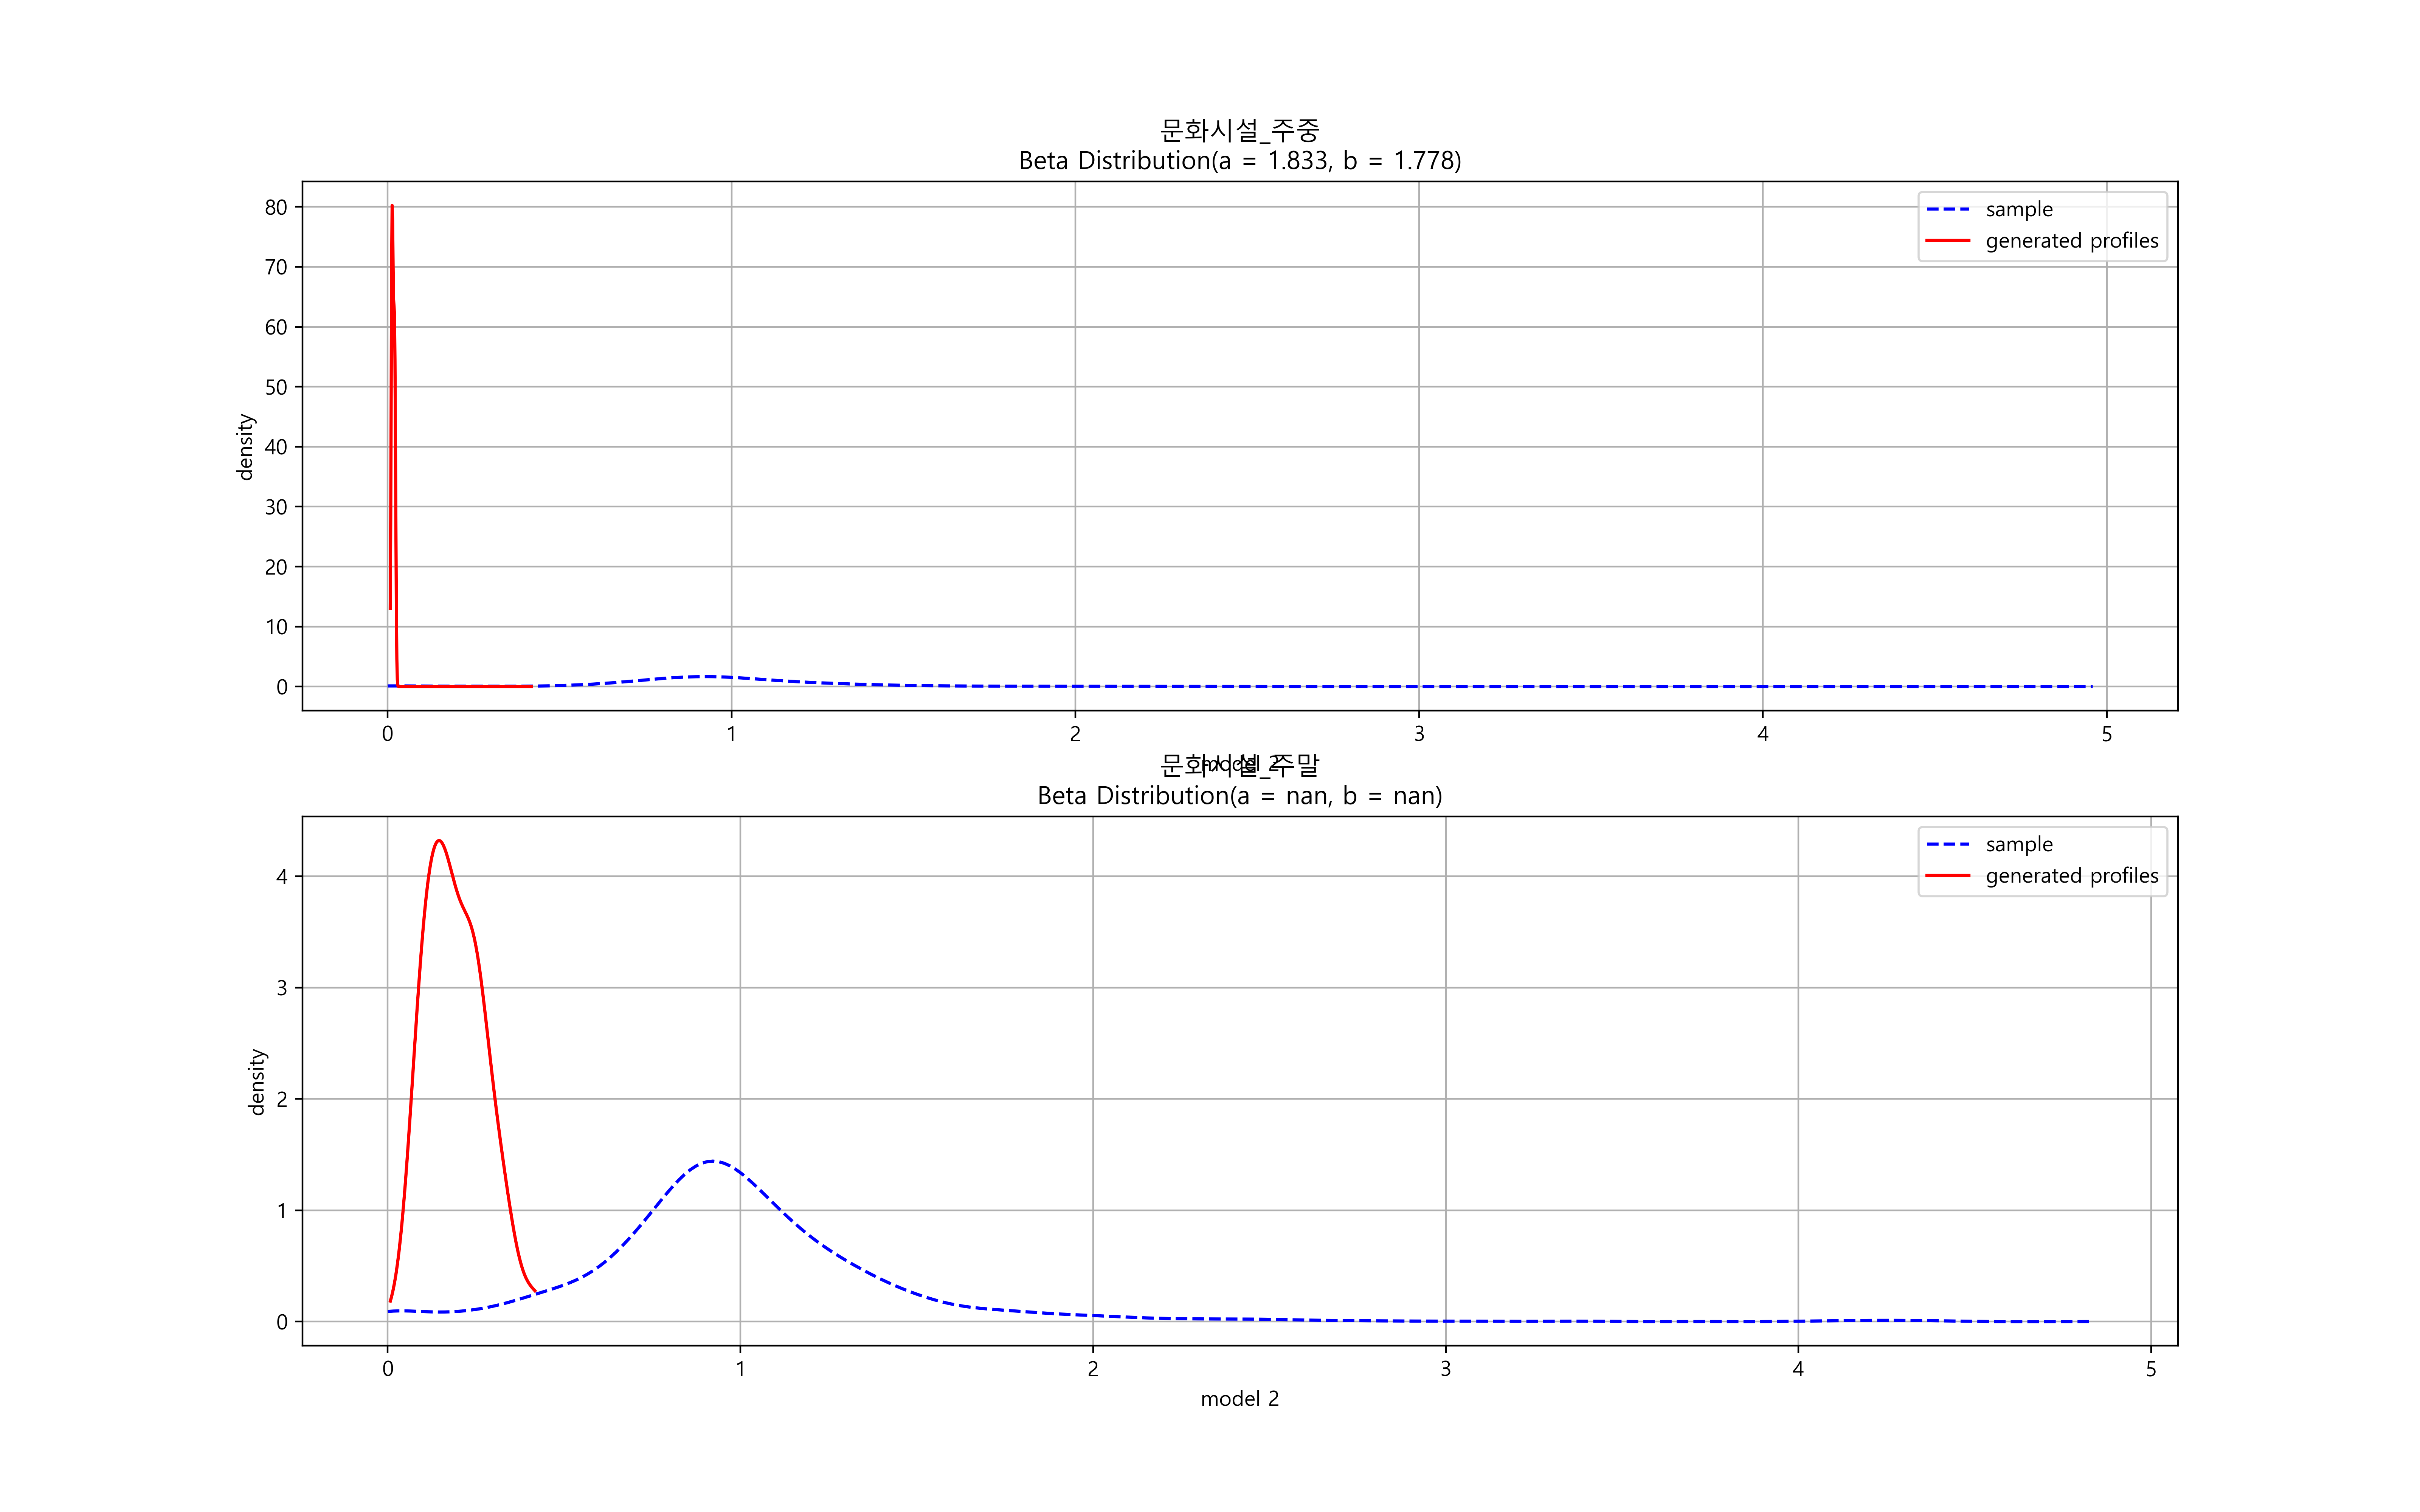 문화시설_주중
Beta Distribution(a = 1.833, b = 1.778)
80
70
60
50
40
30
20
10
0
density
sample
generated profiles
0 1 2 3 4 5
model 2
문화시설_주말
Beta Distribution(a = nan, b = nan)
4
3
2
1
0
density
sample
generated profiles
0 1 2 3 4 5
model 2